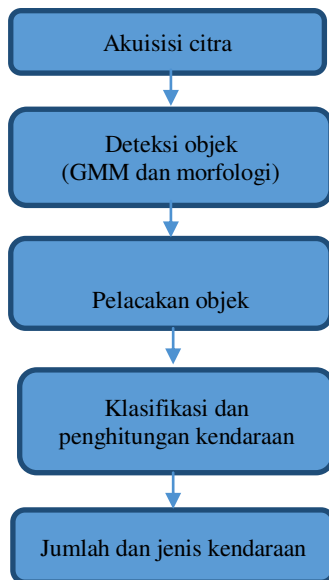 Akuisisi citra
Deteksi objek
(GMM dan morfologi)
Pelacakan objek
Klasifikasi dan
penghitungan kendaraan
Jumlah dan jenis kendaraan